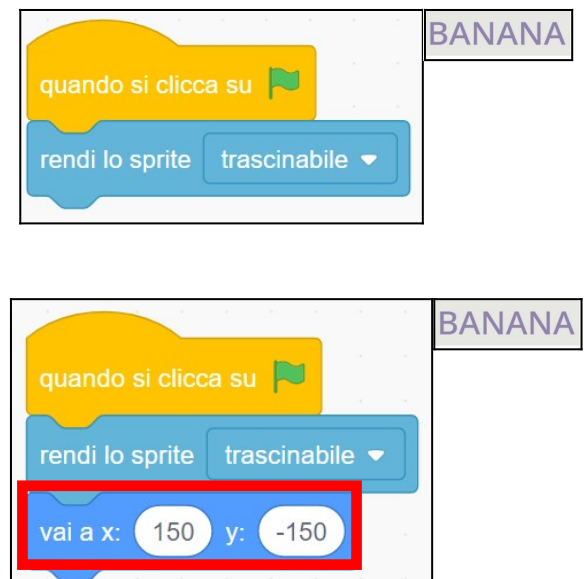 BANANA
quando si clicca su
rendi lo sprite trascinabile
BANANA
quando si clicca su
rendi lo sprite trascinabile
vai a x: 150 y: -150